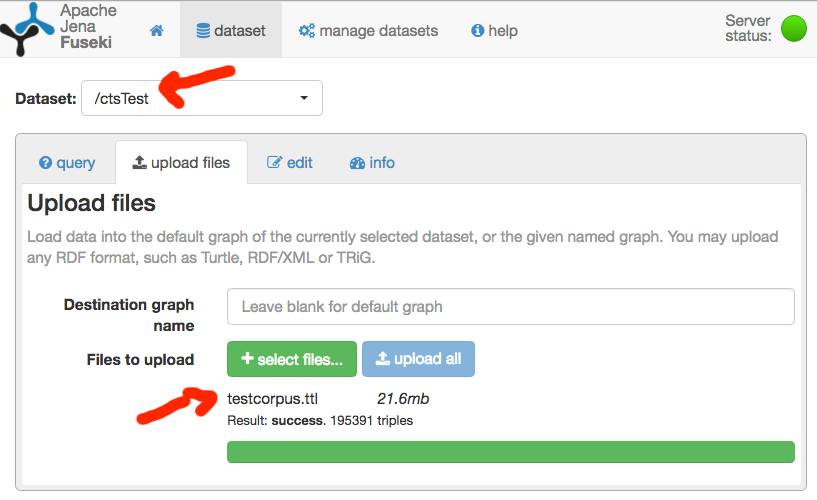 Apache
Jena
Fuseki
dataset
manage datasets
help
Server
status:
Dataset: /ctsTest
query
upload files
edit
info
Upload files
Load data into the default graph of the currently selected dataset, or the given named graph. You may upload
any RDF format, such as Turtle, RDF/XML or TRiG.
Destination graph
name
Leave blank for default graph
Files to upload
select files...
upload all
testcorpus.ttl 21.6mb
Result: success. 195391 triples